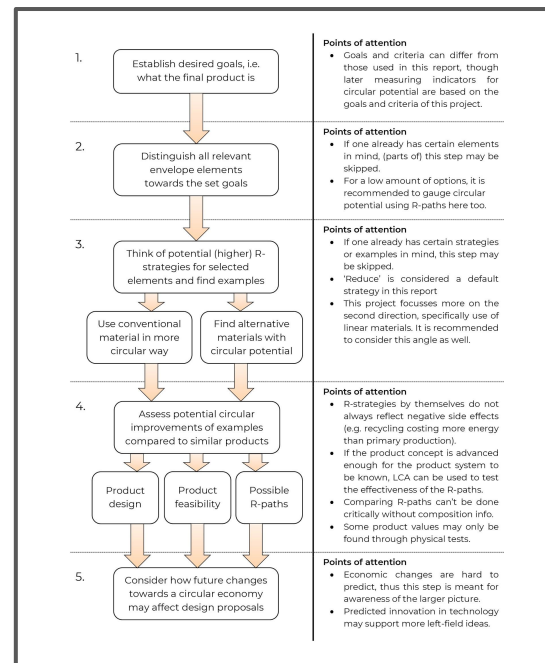 1.
Establish desired goals, i.e.
what the final product is
Points of attention
• Goals and criteria can differ from
those used in this report, though
later measuring indicators for
circular potential are based on the
goals and criteria of this project.
2.
Distinguish all relevant
envelope elements
towards the set goals
Points of attention
• If one already has certain elements
in mind, (parts of) this step may be
skipped.
• For a low amount of options, it is
recommended to gauge circular
potential using R-paths here too.
3.
Think of potential (higher) R-
strategies for selected
elements and find examples
Use conventional
material in more
circular way
Find alternative
materials with
circular potential
Points of attention
• If one already has certain strategies
or examples in mind, this step may
be skipped.
• 'Reduce' is considered a default
strategy in this report
• This project focusses more on the
second direction, specifically use of
linear materials. It is recommended
to consider this angle as well.
4.
Assess potential circular
improvements of examples
compared to similar products
Product
design
Product
feasibility
Possible
R-paths
Points of attention
• R-strategies by themselves do not
always reflect negative side effects
(e.g. recycling costing more energy
than primary production).
• If the product concept is advanced
enough for the product system to
be known, LCA can be used to test
the effectiveness of the R-paths.
• Comparing R-paths can't be done
critically without composition info.
• Some product values may only be
found through physical tests.
5.
Consider how future changes
towards a circular economy
may affect design proposals
Points of attention
• Economic changes are hard to
predict, thus this step is meant for
awareness of the larger picture.
• Predicted innovation in technology
may support more left-field ideas.